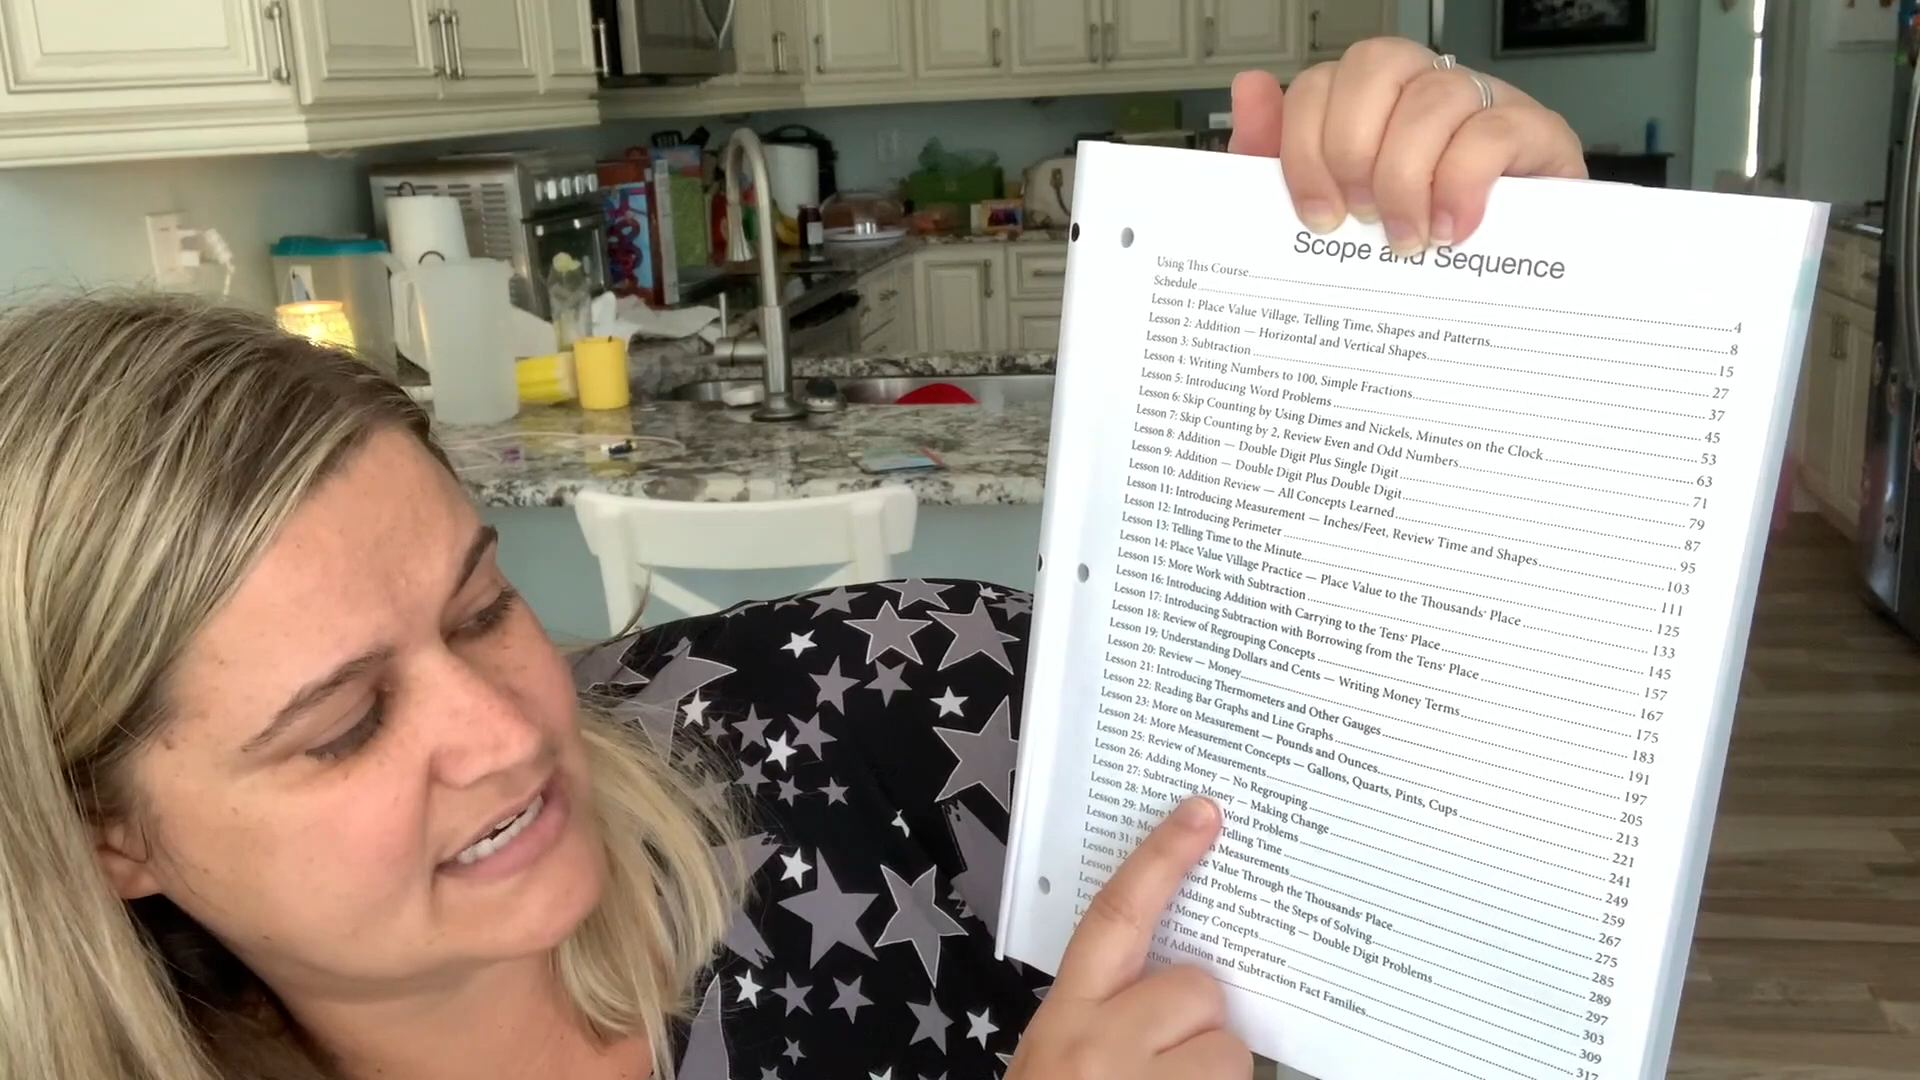 Scope and Sequence
Using This Course 4
Schedule 8
Lesson 1: Place Value Village, Telling Time, Shapes and Patterns 15
Lesson 2: Addition — Horizontal and Vertical Shapes 27
Lesson 3: Subtraction 37
Lesson 4: Writing Numbers to 100, Simple Fractions 45
Lesson 5: Introducing Word Problems 53
Lesson 6: Skip Counting by Using Dimes and Nickels, Minutes on the Clock 63
Lesson 7: Skip Counting by 2, Review Even and Odd Numbers 71
Lesson 8: Addition — Double Digit Plus Single Digit 79
Lesson 9: Addition — Double Digit Plus Double Digit 87
Lesson 10: Addition Review — All Concepts Learned 95
Lesson 11: Introducing Measurement — Inches/Feet, Review Time and Shapes 103
Lesson 12: Introducing Perimeter 111
Lesson 13: Telling Time to the Minute 125
Lesson 14: Place Value Village Practice — Place Value to the Thousands' Place 133
Lesson 15: More Work with Subtraction 145
Lesson 16: Introducing Addition with Carrying to the Tens' Place 157
Lesson 17: Introducing Subtraction with Borrowing from the Tens' Place 167
Lesson 18: Review of Regrouping Concepts 175
Lesson 19: Understanding Dollars and Cents — Writing Money Terms 183
Lesson 20: Review — Money 191
Lesson 21: Introducing Thermometers and Other Gauges 197
Lesson 22: Reading Bar Graphs and Line Graphs 205
Lesson 23: More on Measurement — Pounds and Ounces 213
Lesson 24: More Measurement Concepts — Gallons, Quarts, Pints, Cups 221
Lesson 25: Review of Measurements 241
Lesson 26: Adding Money — No Regrouping 249
Lesson 27: Subtracting Money — Making Change 259
Lesson 28: More Word Problems 267
Lesson 29: More Telling Time 275
Lesson 30: Measurements 285
Lesson 31: Value Through the Thousands' Place 289
Lesson 32 Word Problems — the Steps of Solving 297
Lesson Adding and Subtracting — Double Digit Problems 303
of Money Concepts 309
of Time and Temperature 317
of Addition and Subtraction Fact Families